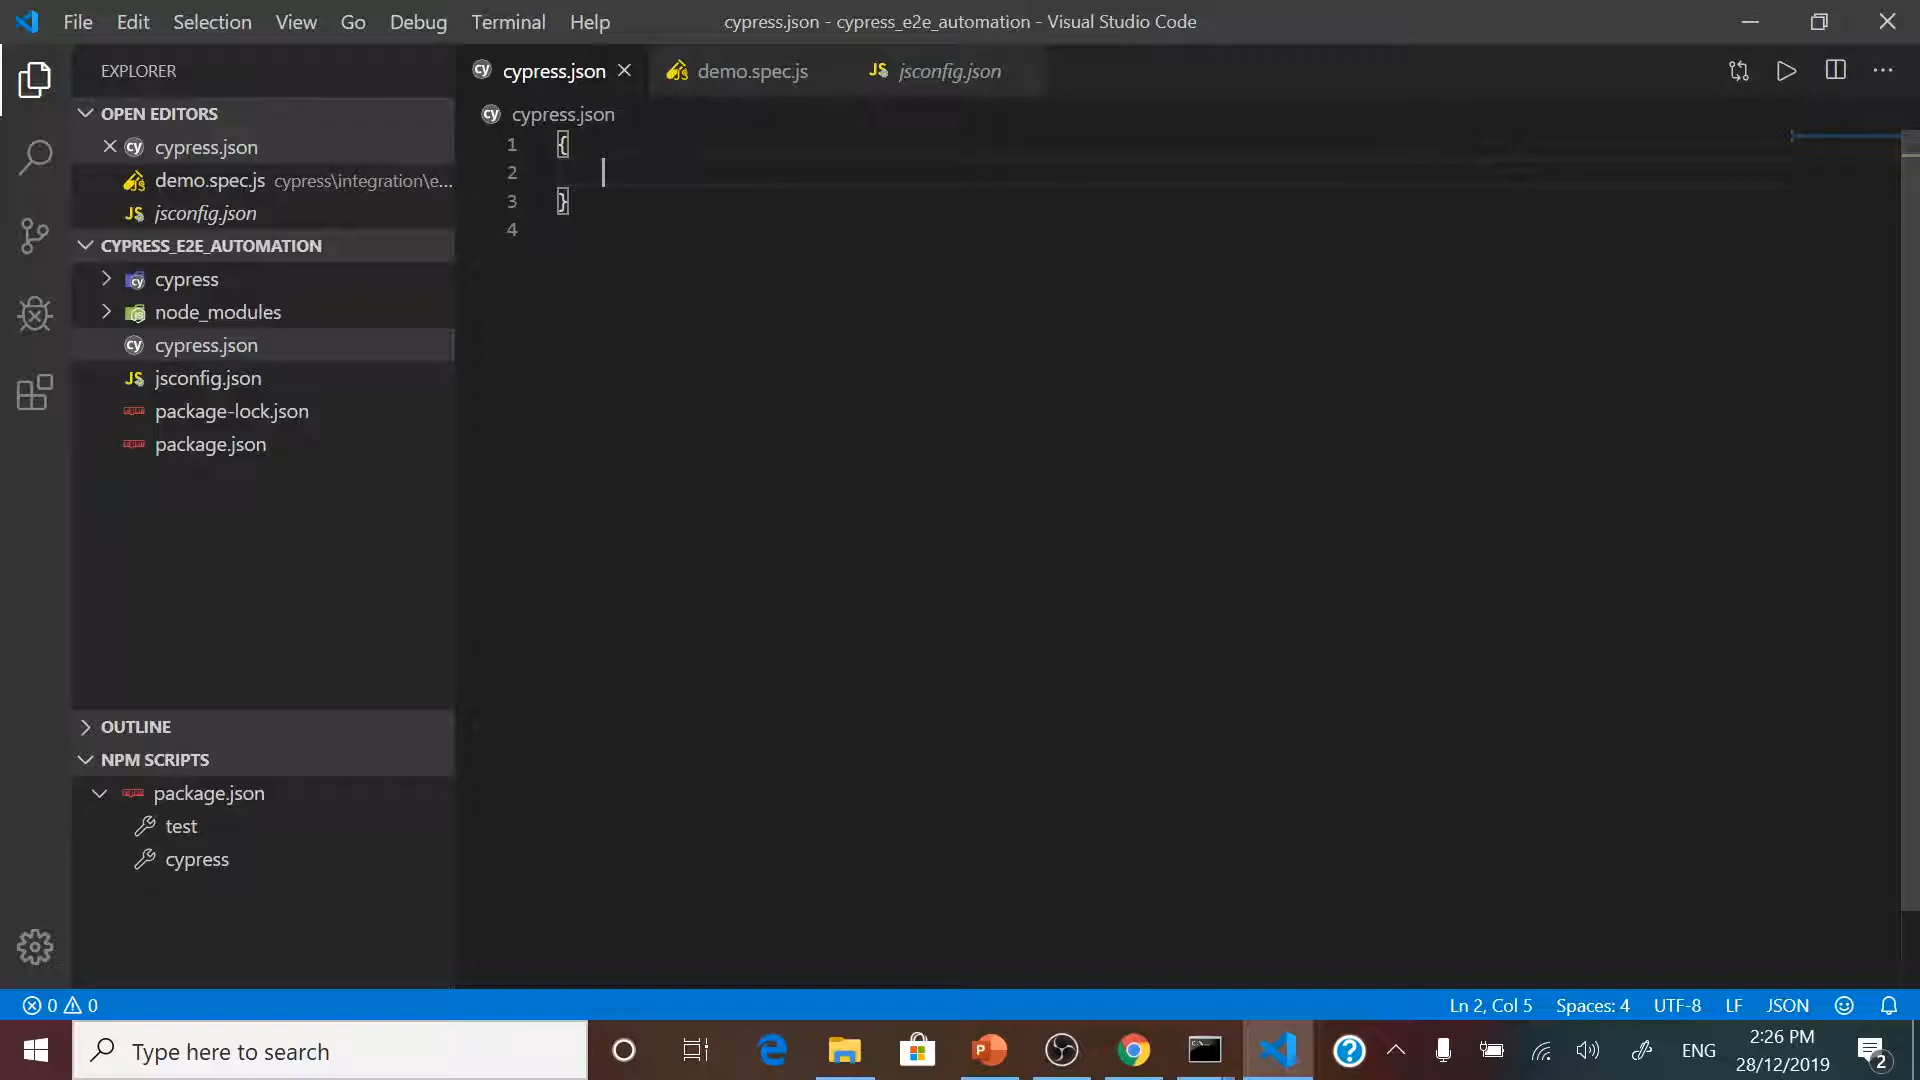 File Edit Selection View Go Debug Terminal Help cypress.json - cypress_e2e_automation - Visual Studio Code
EXPLORER
cypress.json demo.spec.js JS jsconfig.json
OPEN EDITORS
cypress.json
demo.spec.js cypress\integration\e...
JS jsconfig.json
CYPRESS_E2E_AUTOMATION
cypress
node_modules
cypress.json
JS jsconfig.json
package-lock.json
package.json
OUTLINE
NPM SCRIPTS
package.json
test
cypress
cy cypress.json
1 {
2
3 }
4
0 0 Ln 2, Col 5 Spaces: 4 UTF-8 LF JSON
Type here to search
ENG
2:26 PM
28/12/2019
2